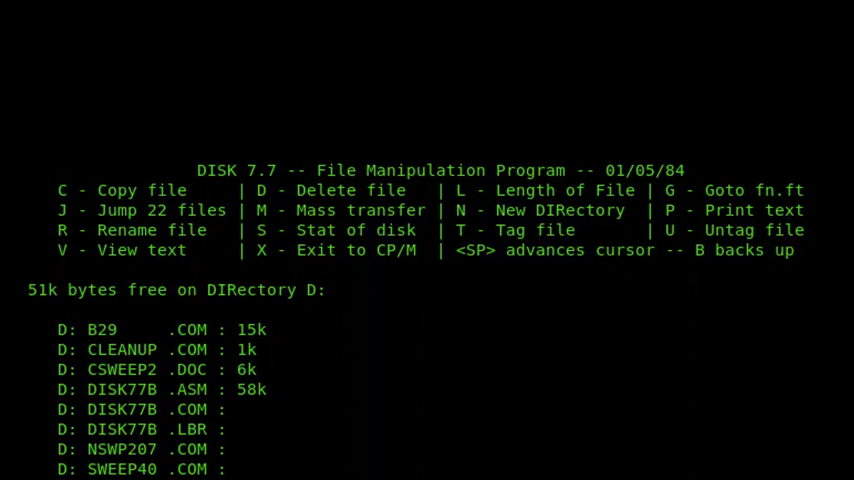 DISK 7.7 -- File Manipulation Program -- 01/05/84
C - Copy file     | D - Delete file   | L - Length of File | G - Goto fn.ft
J - Jump 22 files | M - Mass transfer | N - New DIRectory  | P - Print text
R - Rename file   | S - Stat of disk  | T - Tag file       | U - Untag file
V - View text     | X - Exit to CP/M  | <SP> advances cursor -- B backs up
51k bytes free on DIRectory D:
D: B29     .COM : 15k
D: CLEANUP .COM : 1k
D: CSWEEP2 .DOC : 6k
D: DISK77B .ASM : 58k
D: DISK77B .COM :
D: DISK77B .LBR :
D: NSWP207 .COM :
D: SWEEP40 .COM :